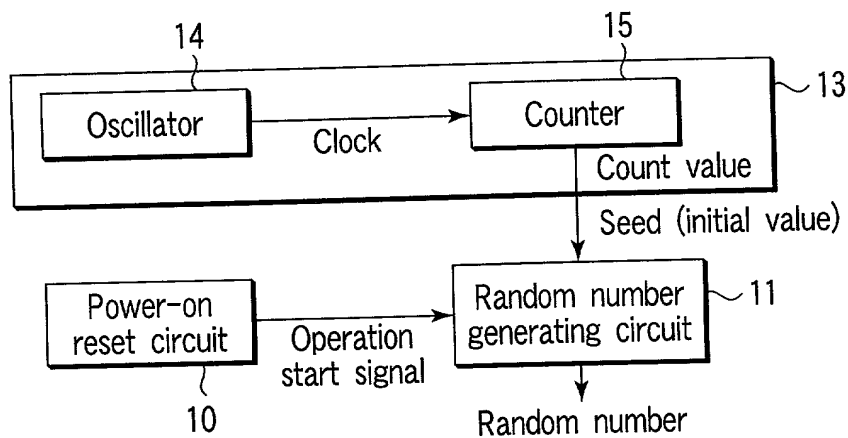 14
15
13
Oscillator
Clock
Counter
Count value
Seed (initial value)
Power-on
reset circuit
Operation
start signal
Random number
generating circuit
11
10
Random number